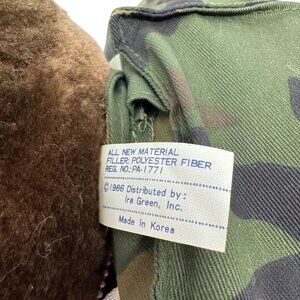 ALL NEW MATERIAL
FILLER: POLYESTER FIBER
REG. NO: PA-1771
©1986 Distributed by:
Ira Green, Inc.
Made in Korea